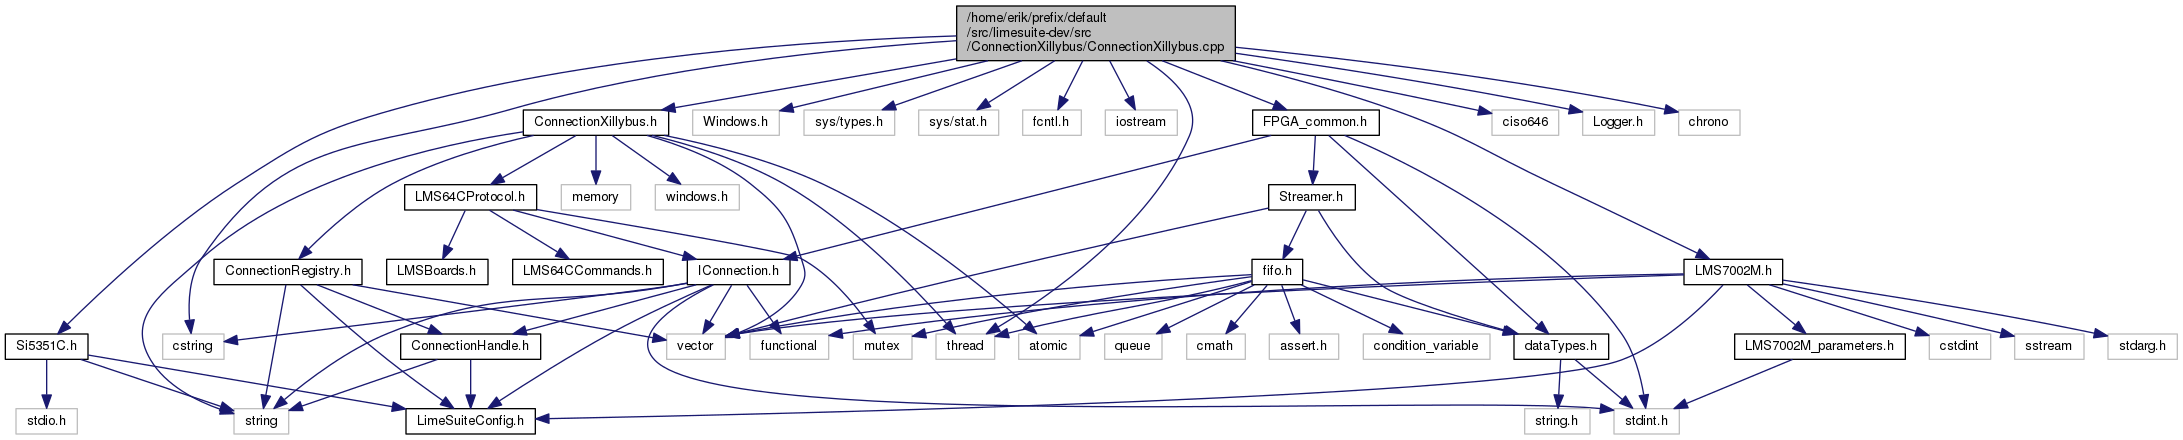 /home/erik/prefix/default
/src/limesuite-dev/src
/ConnectionXillybus/ConnectionXillybus.cpp
ConnectionXillybus.h
Windows.h
sys/types.h
sys/stat.h
fcntl.h
iostream
FPGA_common.h
ciso646
Logger.h
chrono
LMS64CProtocol.h
memory
windows.h
Streamer.h
ConnectionRegistry.h
LMSBoards.h
LMS64CCommands.h
IConnection.h
fifo.h
LMS7002M.h
Si5351C.h
cstring
ConnectionHandle.h
vector
functional
mutex
thread
atomic
queue
cmath
assert.h
condition_variable
dataTypes.h
LMS7002M_parameters.h
cstdint
sstream
stdarg.h
stdio.h
string
LimeSuiteConfig.h
string.h
stdint.h